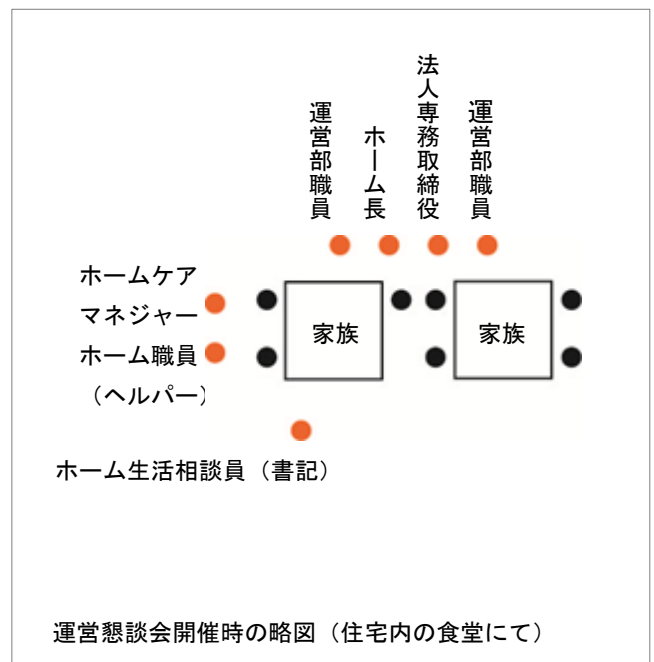 運営部職員
ホーム長
法人専務取締役
運営部職員
ホームケア
マネジャー
ホーム職員
（ヘルパー）
家族
家族
ホーム生活相談員（書記）
運営懇談会開催時の略図（住宅内の食堂にて）